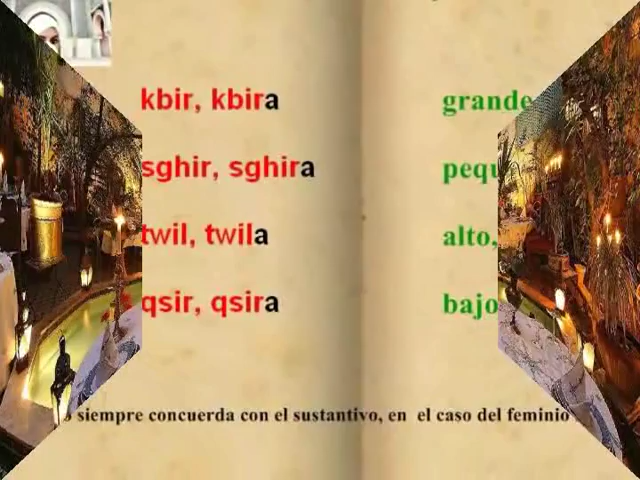 kbir, kbira grande
sghir, sghira
twil, twila alto,
qsir, qsira bajo
siempre concuerda con el sustantivo, en el caso del feminio